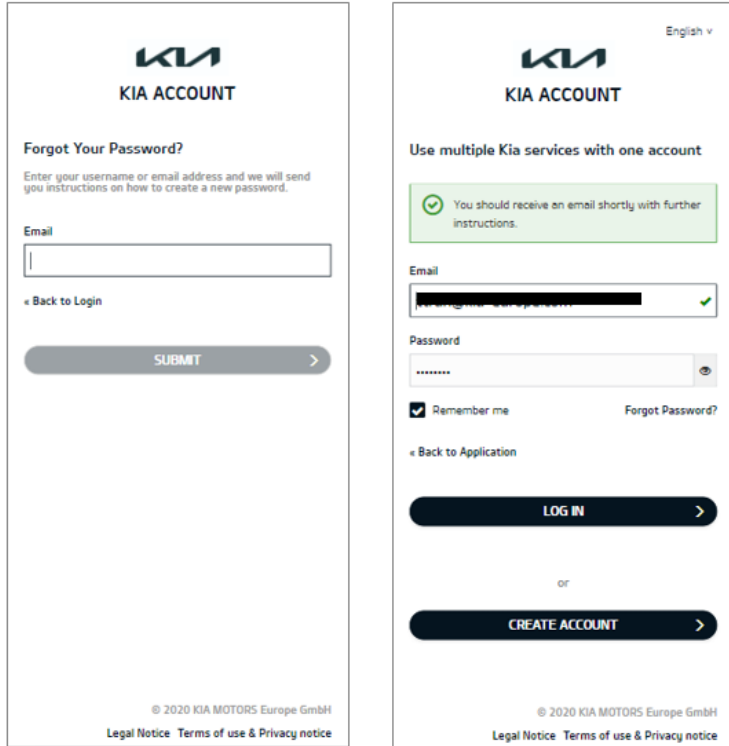 KIA
KIA ACCOUNT
Forgot Your Password?
Enter your username or email address and we will send
you instructions on how to create a new password.
Email
« Back to Login
SUBMIT
© 2020 KIA MOTORS Europe GmbH
Legal Notice Terms of use & Privacy notice
English
KIA
KIA ACCOUNT
Use multiple Kia services with one account
You should receive an email shortly with further
instructions.
Email
Password
••••••••
Remember me
Forgot Password?
« Back to Application
LOG IN
or
CREATE ACCOUNT
© 2020 KIA MOTORS Europe GmbH
Legal Notice Terms of use & Privacy notice